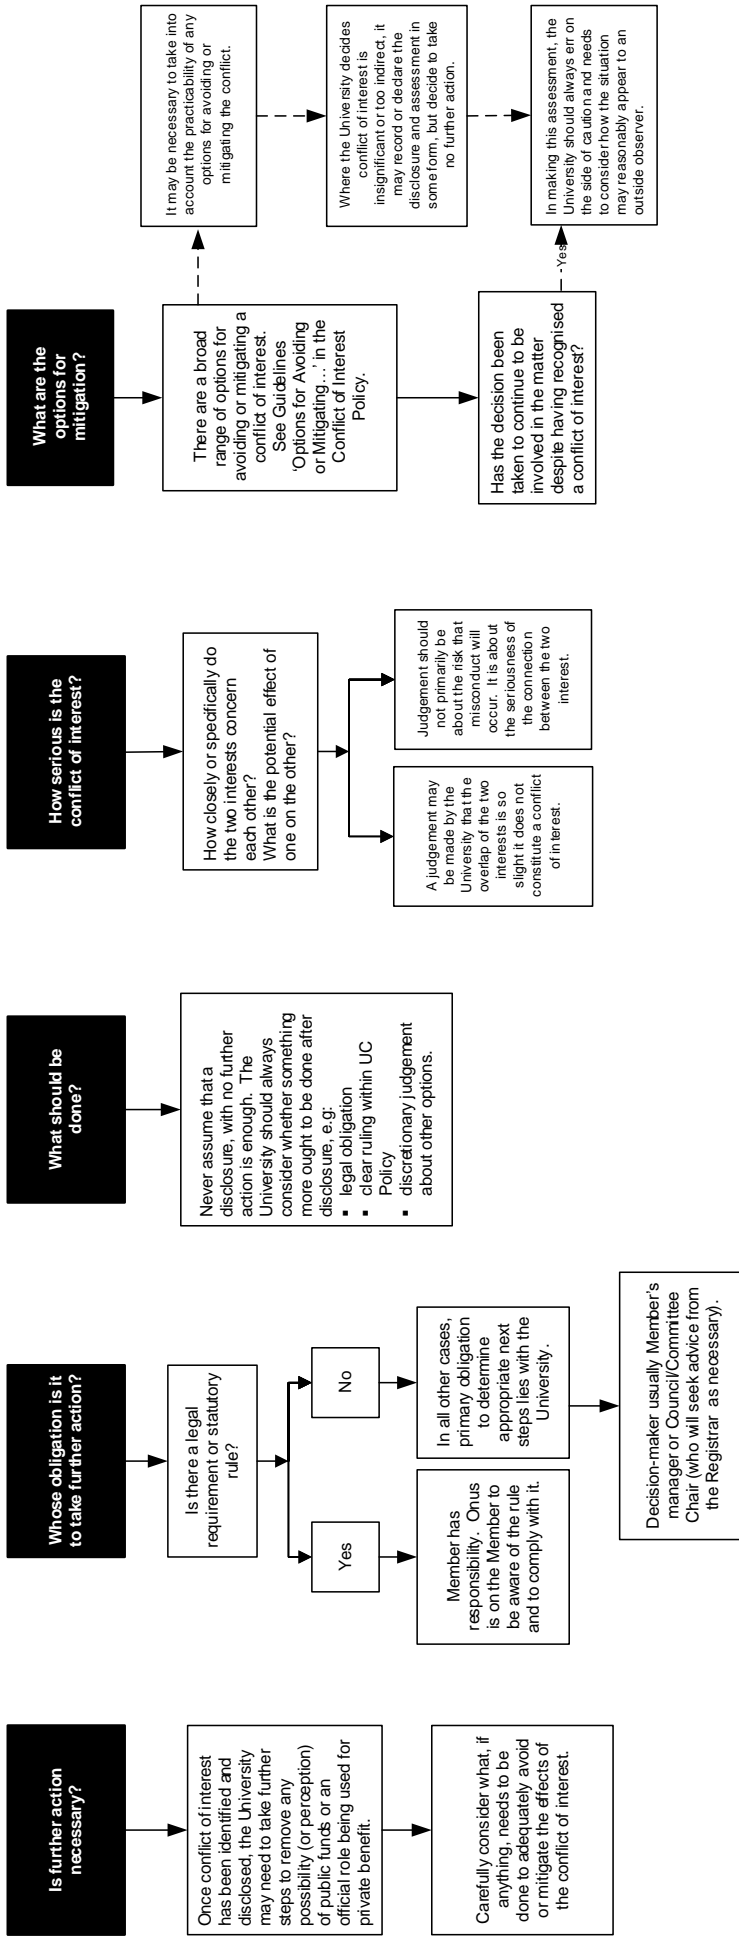 Is further action
necessary?
Once conflict of interest
has been identified and
disclosed, the University
may need to take further
steps to remove any
possibility (or perception)
of public funds or an
official role being used for
private benefit.
Carefully consider what, if
anything, needs to be
done to adequately avoid
or mitigate the effects of
the conflict of interest.
Whose obligation is it
to take further action?
Is there a legal
requirement or statutory
rule?
Yes
No
Member has
responsibility. Onus
is on the Member to
be aware of the rule
and to comply with it.
In all other cases,
primary obligation
to determine
appropriate next
steps lies with the
University.
Decision-maker usually Member's
manager or Council/Committee
Chair (who will seek advice from
the Registrar as necessary).
What should be
done?
Never assume that a
disclosure, with no further
action is enough. The
University should always
consider whether something
more ought to be done after
disclosure, e.g:
▪ legal obligation
▪ clear ruling within UC
Policy
▪ discretionary judgement
about other options.
How serious is the
conflict of interest?
How closely or specifically do
the two interests concern
each other?
What is the potential effect of
one on the other?
A judgement may
be made by the
University that the
overlap of the two
interests is so
slight it does not
constitute a conflict
of interest.
Judgement should
not primarily be
about the risk that
misconduct will
occur. It is about
the seriousness of
the connection
between the two
interest.
What are the
options for
mitigation?
There are a broad
range of options for
avoiding or mitigating a
conflict of interest.
See Guidelines
'Options for Avoiding
or Mitigating…' in the
Conflict of Interest
Policy.
Has the decision been
taken to continue to be
involved in the matter
despite having recognised
a conflict of interest?
Yes
It may be necessary to take into
account the practicability of any
options for avoiding or
mitigating the conflict.
Where the University decides
conflict of interest is
insignificant or too indirect, it
may record or declare the
disclosure and assessment in
some form, but decide to take
no further action.
In making this assessment, the
University should always err on
the side of caution and needs
to consider how the situation
may reasonably appear to an
outside observer.